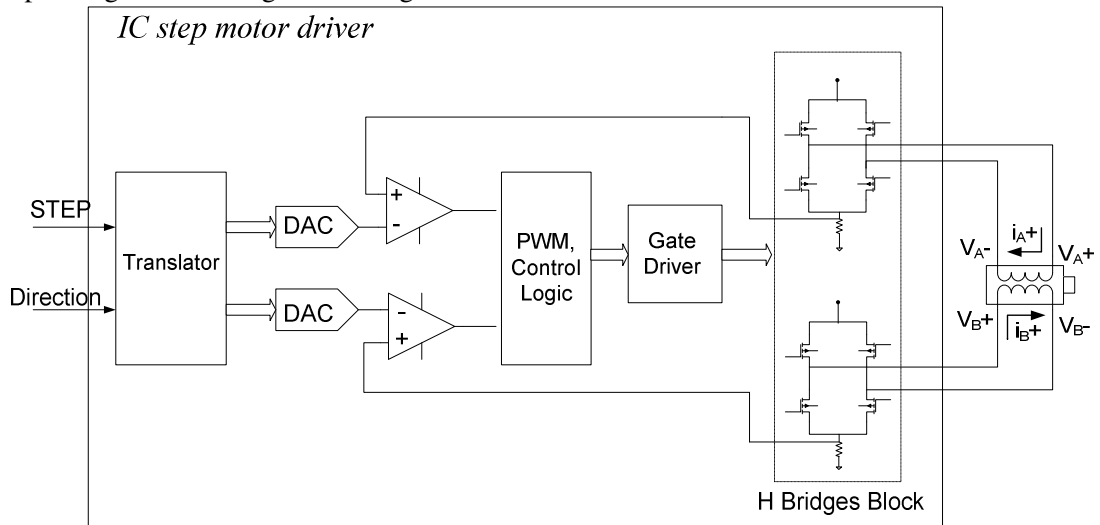 IC step motor driver
STEP
Direction
Translator
DAC
DAC
+
-
-
+
PWM,
Control
Logic
Gate
Driver
VA-
iA+
VA+
VB+
iB+
VB-
H Bridges Block